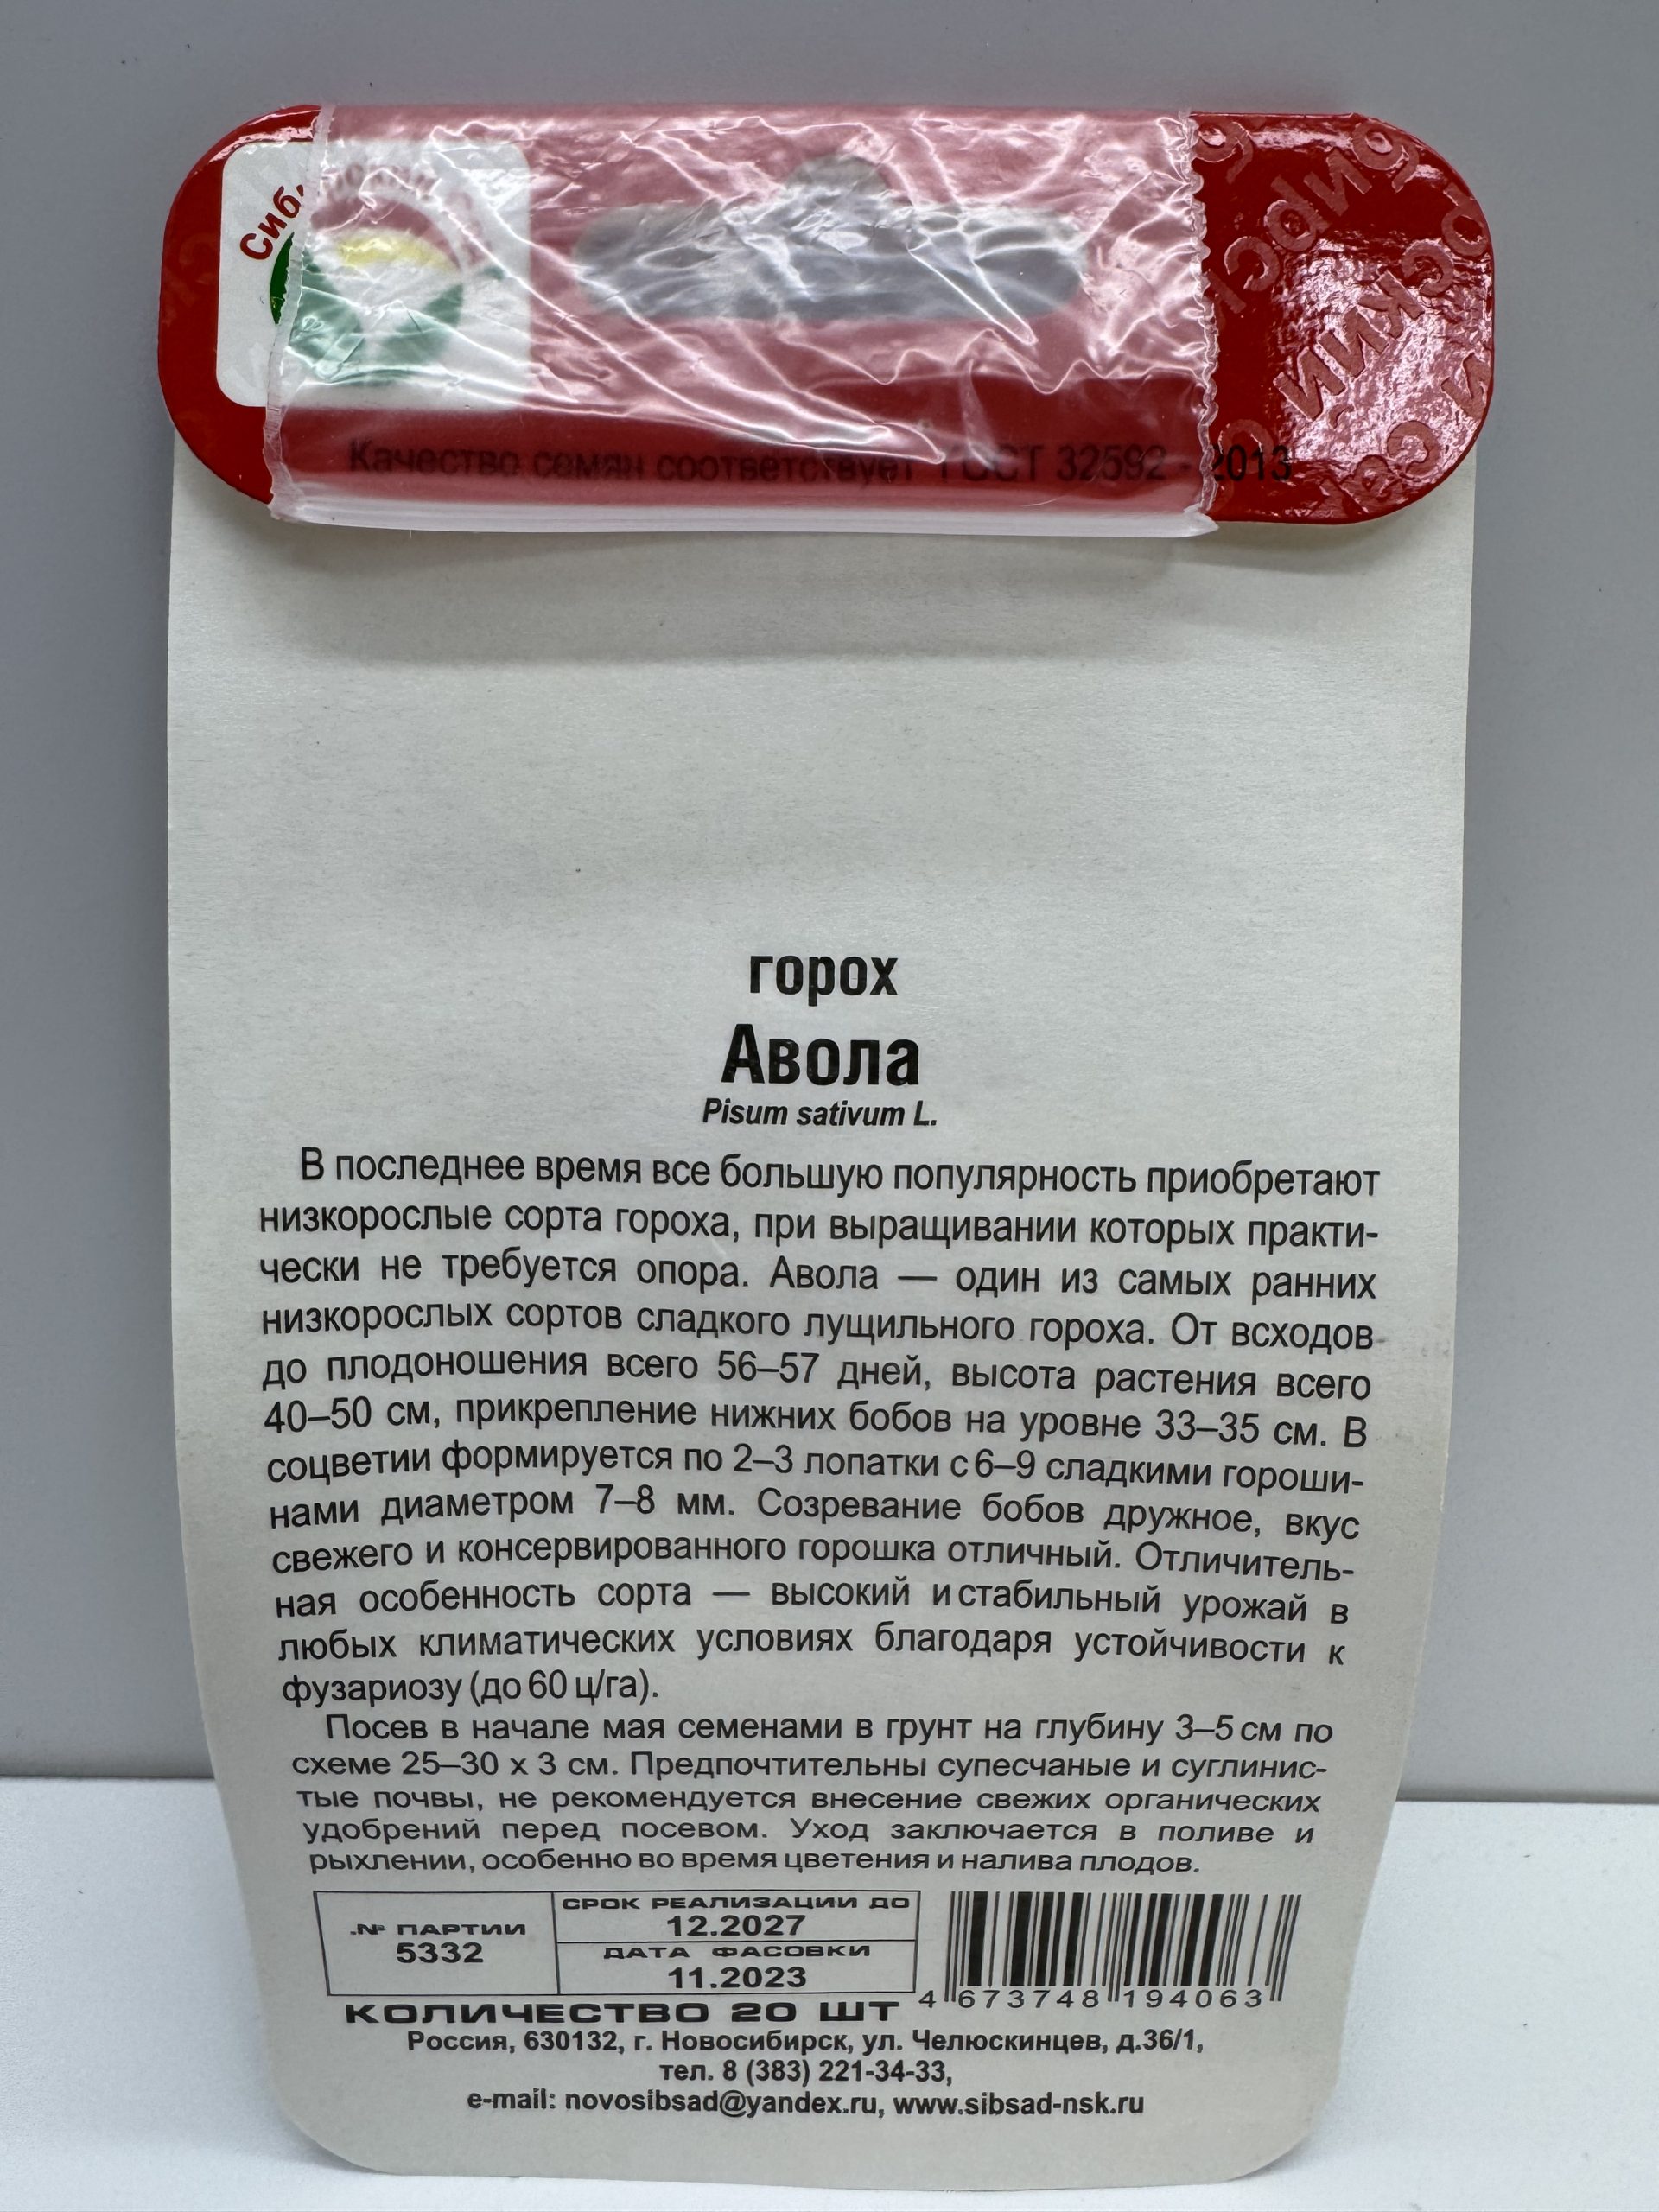 Сиб
Качество семян соответствует ГОСТ 32592 - 2013
горох
Авола
Pisum sativum L.
В последнее время все большую популярность приобретают
низкорослые сорта гороха, при выращивании которых практи-
чески не требуется опора. Авола — один из самых ранних
низкорослых сортов сладкого лущильного гороха. От всходов
до плодоношения всего 56–57 дней, высота растения всего
40–50 см, прикрепление нижних бобов на уровне 33–35 см. В
соцветии формируется по 2–3 лопатки с 6–9 сладкими гороши-
нами диаметром 7–8 мм. Созревание бобов дружное, вкус
свежего и консервированного горошка отличный. Отличитель-
ная особенность сорта — высокий и стабильный урожай в
любых климатических условиях благодаря устойчивости к
фузариозу (до 60 ц/га).
Посев в начале мая семенами в грунт на глубину 3–5 см по
схеме 25–30 х 3 см. Предпочтительны супесчаные и суглинис-
тые почвы, не рекомендуется внесение свежих органических
удобрений перед посевом. Уход заключается в поливе и
рыхлении, особенно во время цветения и налива плодов.
№ ПАРТИИ
5332
СРОК РЕАЛИЗАЦИИ ДО
12.2027
ДАТА ФАСОВКИ
11.2023
4 673748 194063
КОЛИЧЕСТВО 20 ШТ
Россия, 630132, г. Новосибирск, ул. Челюскинцев, д.36/1,
тел. 8 (383) 221-34-33,
e-mail: novosibsad@yandex.ru, www.sibsad-nsk.ru